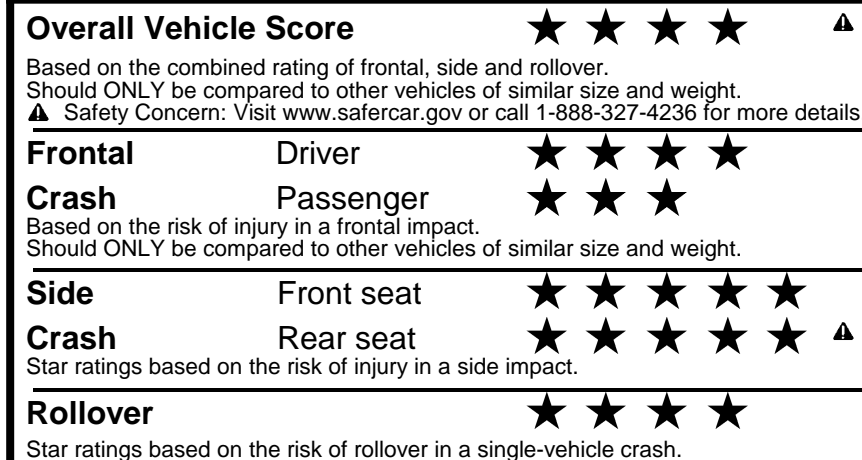 Overall Vehicle Score ★ ★ ★ ★ ⚠
Based on the combined rating of frontal, side and rollover.
Should ONLY be compared to other vehicles of similar size and weight.
⚠ Safety Concern: Visit www.safercar.gov or call 1-888-327-4236 for more details
Frontal Driver ★ ★ ★ ★
Crash Passenger ★ ★ ★
Based on the risk of injury in a frontal impact.
Should ONLY be compared to other vehicles of similar size and weight.
Side Front seat ★ ★ ★ ★ ★
Crash Rear seat ★ ★ ★ ★ ★ ⚠
Star ratings based on the risk of injury in a side impact.
Rollover ★ ★ ★ ★
Star ratings based on the risk of rollover in a single-vehicle crash.